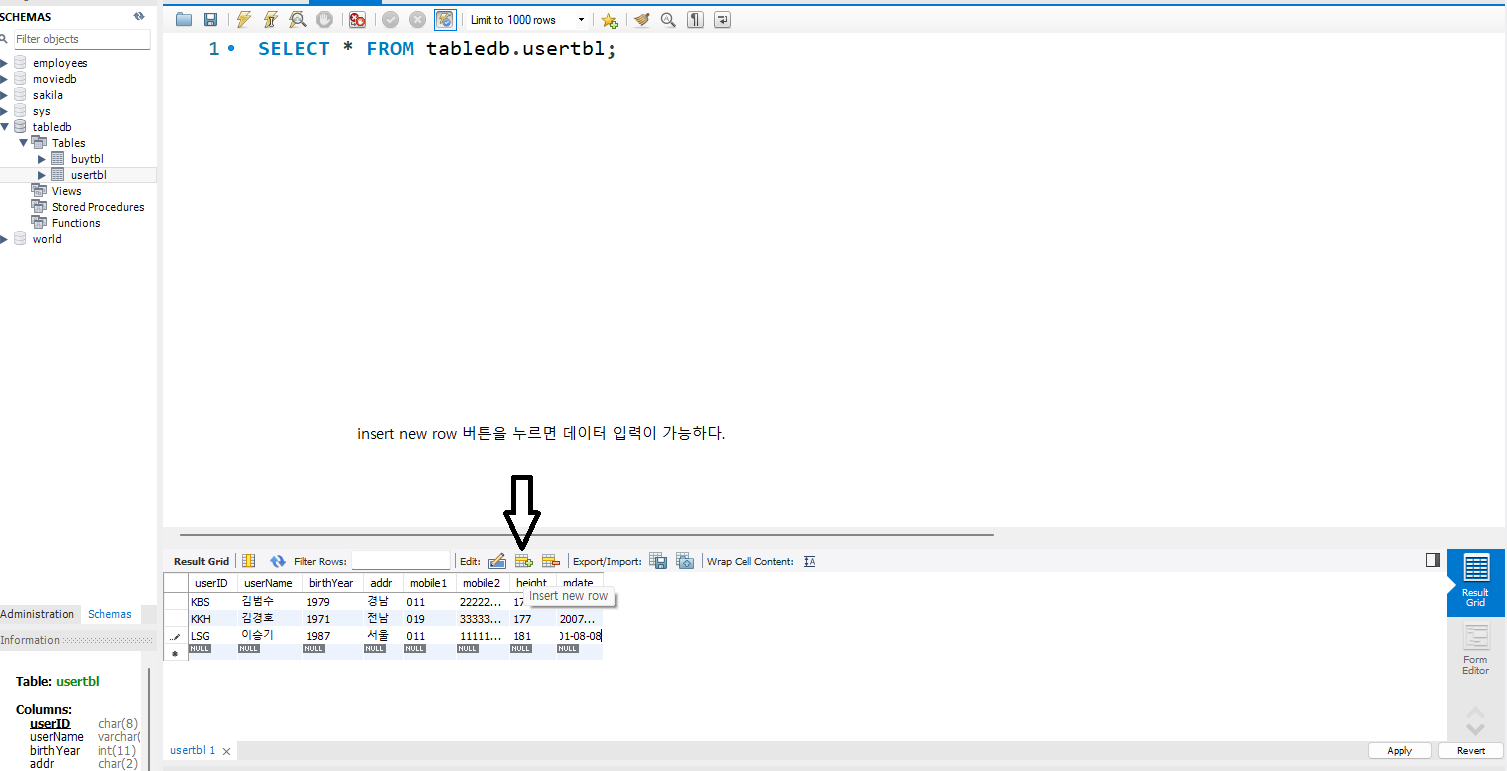 SCHEMAS
Filter objects
employees
moviedb
sakila
sys
tabledb
Tables
buytbl
usertbl
Views
Stored Procedures
Functions
world
Administration Schemas
Information
Table: usertbl
Columns:
userID char(8)
userName varchar(
birthYear int(11)
addr char(2)
Limit to 1000 rows
1 SELECT * FROM tabledb.usertbl;
insert new row 버튼을 누르면 데이터 입력이 가능하다.
Result Grid Filter Rows: Edit: Export/Import: Wrap Cell Content:
userID userName birthYear addr mobile1 mobile2 height mdate
KBS 김범수 1979 경남 011 22222... 17
Insert new row
KKH 김경호 1971 전남 019 33333... 177 2007...
LSG 이승기 1987 서울 011 11111... 181 01-08-08
NULL NULL NULL NULL NULL NULL NULL NULL
Result
Grid
Form
Editor
usertbl 1
Apply Revert